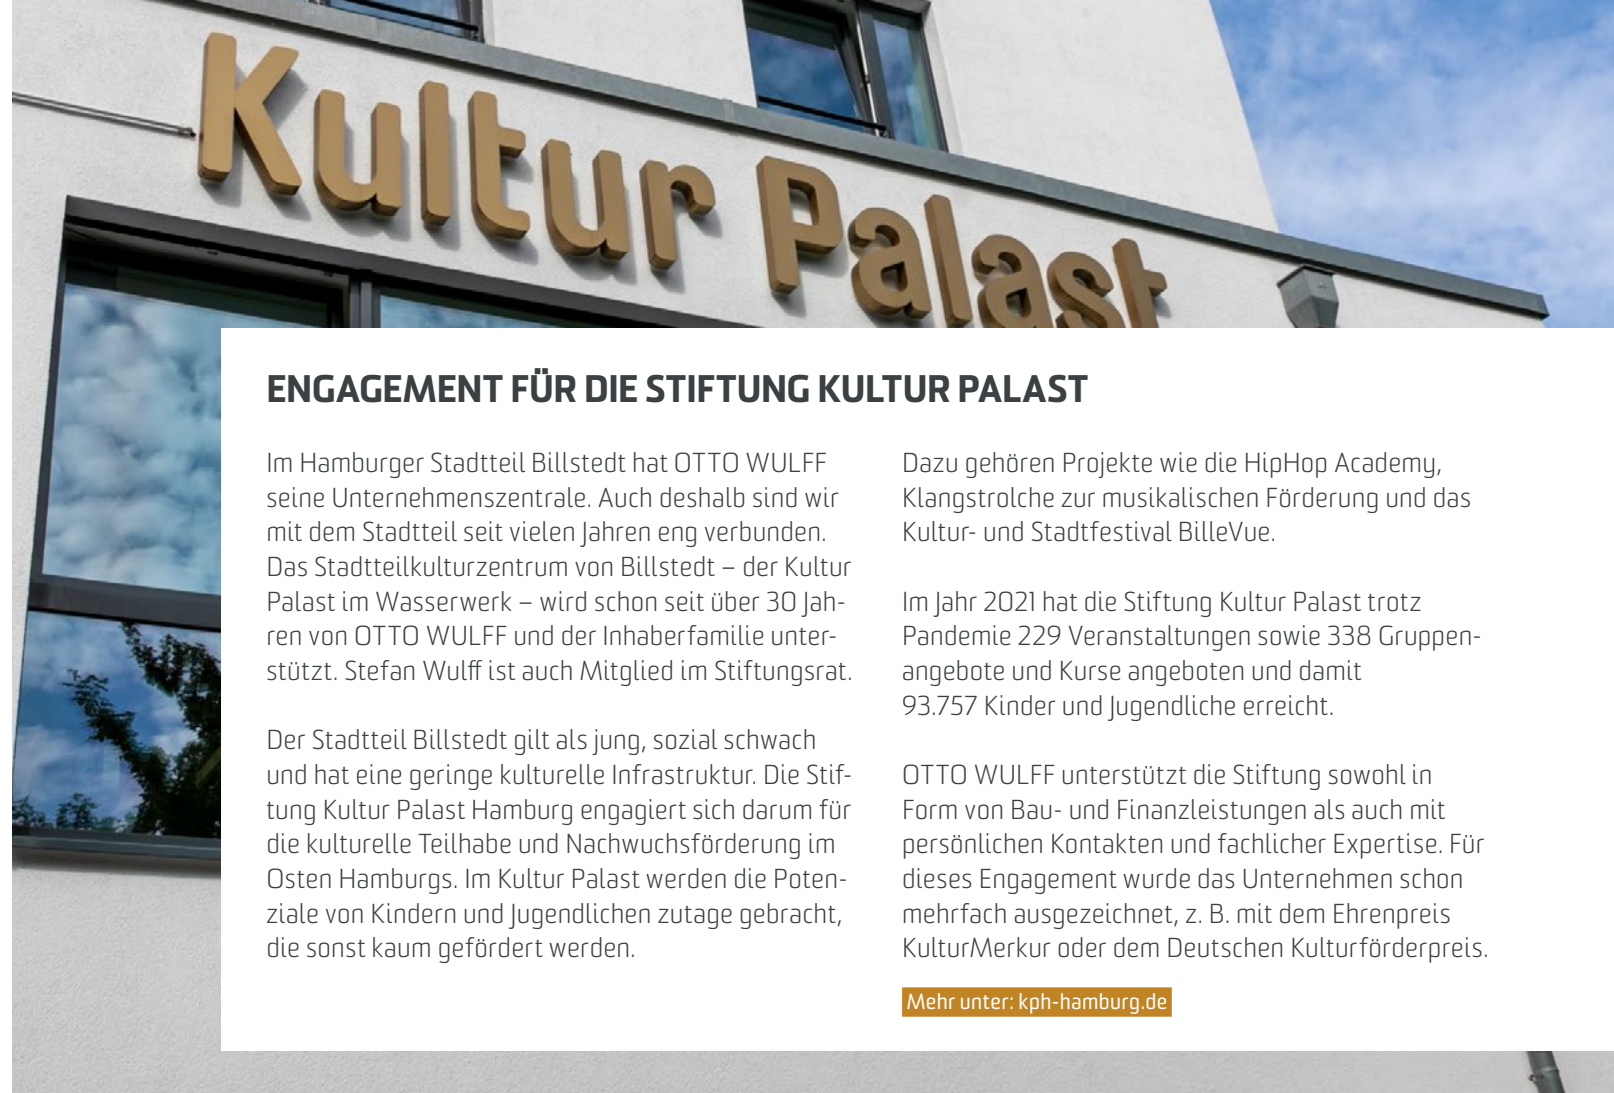 Kultur Palast
ENGAGEMENT FÜR DIE STIFTUNG KULTUR PALAST
Im Hamburger Stadtteil Billstedt hat OTTO WULFF
seine Unternehmenszentrale. Auch deshalb sind wir
mit dem Stadtteil seit vielen Jahren eng verbunden.
Das Stadtteilkulturzentrum von Billstedt – der Kultur
Palast im Wasserwerk – wird schon seit über 30 Jah-
ren von OTTO WULFF und der Inhaberfamilie unter-
stützt. Stefan Wulff ist auch Mitglied im Stiftungsrat.
Der Stadtteil Billstedt gilt als jung, sozial schwach
und hat eine geringe kulturelle Infrastruktur. Die Stif-
tung Kultur Palast Hamburg engagiert sich darum für
die kulturelle Teilhabe und Nachwuchsförderung im
Osten Hamburgs. Im Kultur Palast werden die Poten-
ziale von Kindern und Jugendlichen zutage gebracht,
die sonst kaum gefördert werden.
Dazu gehören Projekte wie die HipHop Academy,
Klangstrolche zur musikalischen Förderung und das
Kultur- und Stadtfestival BilleVue.
Im Jahr 2021 hat die Stiftung Kultur Palast trotz
Pandemie 229 Veranstaltungen sowie 338 Gruppen-
angebote und Kurse angeboten und damit
93.757 Kinder und Jugendliche erreicht.
OTTO WULFF unterstützt die Stiftung sowohl in
Form von Bau- und Finanzleistungen als auch mit
persönlichen Kontakten und fachlicher Expertise. Für
dieses Engagement wurde das Unternehmen schon
mehrfach ausgezeichnet, z. B. mit dem Ehrenpreis
KulturMerkur oder dem Deutschen Kulturförderpreis.
Mehr unter: kph-hamburg.de